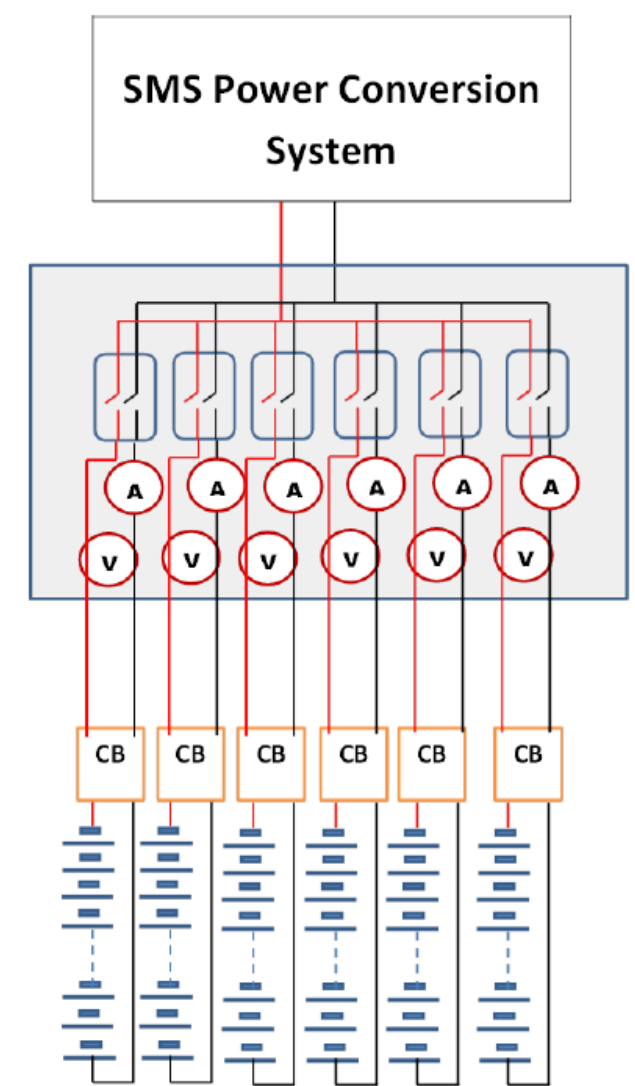 SMS Power Conversion
System
A A A A A A
V V V V V V
CB CB CB CB CB CB